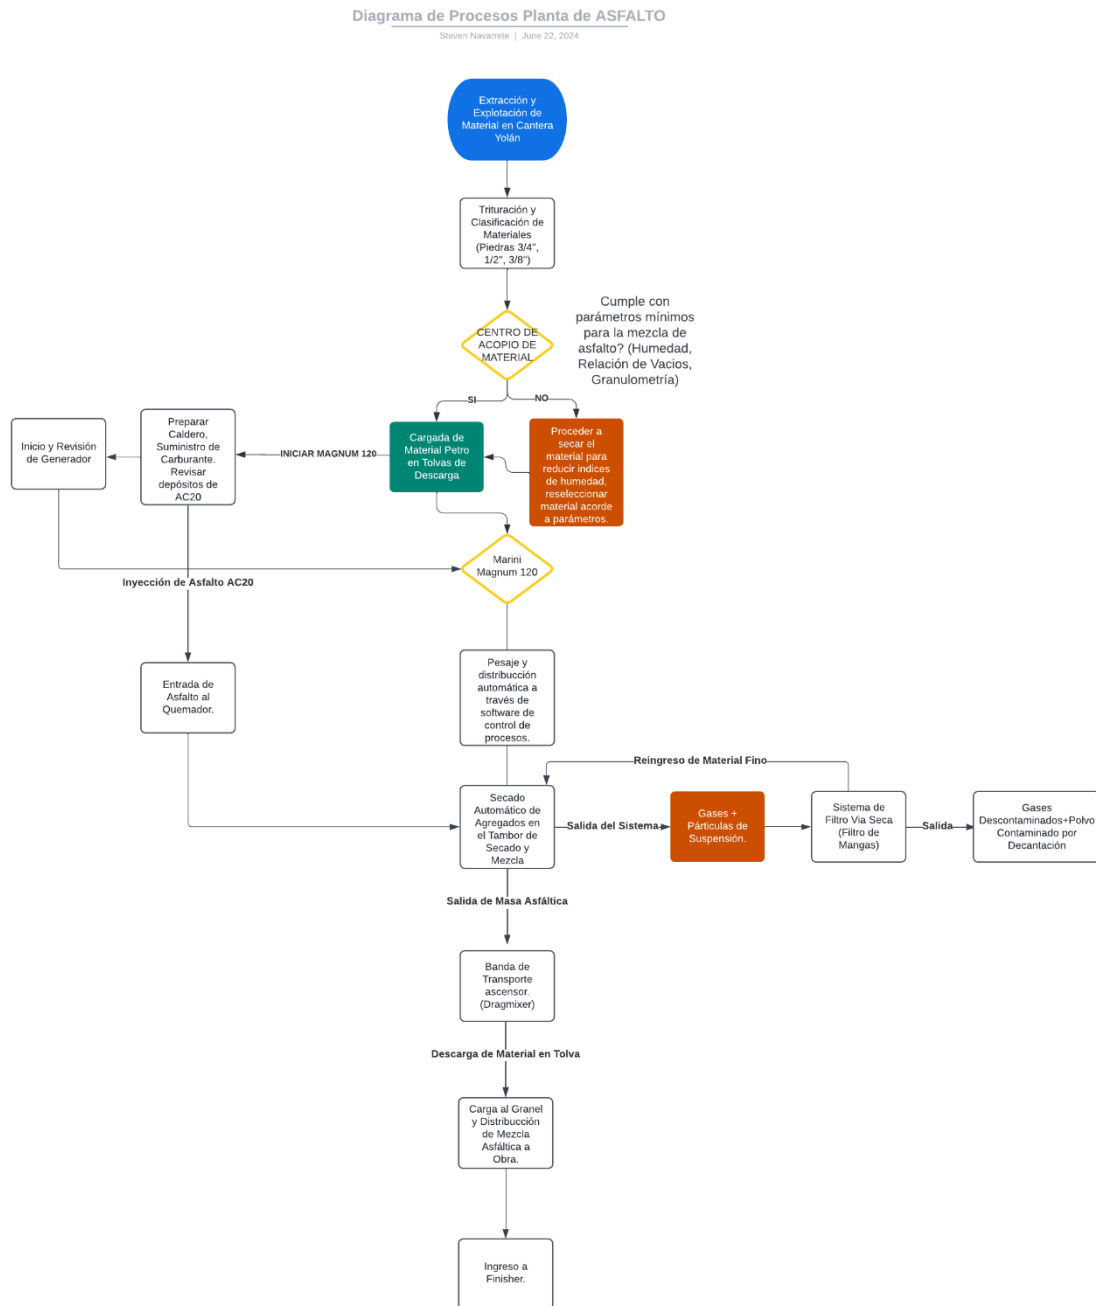 Diagrama de Procesos Planta de ASFALTO
Steven Navarrete | June 22, 2024
Extracción y
Explotación de
Material en Cantera
Yolán
Trituración y
Clasificación de
Materiales
(Piedras 3/4",
1/2", 3/8")
CENTRO DE
ACOPIO DE
MATERIAL
Cumple con
parámetros mínimos
para la mezcla de
asfalto? (Humedad,
Relación de Vacios,
Granulometría)
SI
NO
Inicio y Revisión
de Generador
Preparar
Caldero,
Suministro de
Carburante.
Revisar
depósitos de
AC20
INICIAR MAGNUM 120
Cargada de
Material Petro
en Tolvas de
Descarga
Proceder a
secar el
material para
reducir indices
de humedad,
reseleccionar
material acorde
a parámetros.
Marini
Magnum 120
Inyección de Asfalto AC20
Entrada de
Asfalto al
Quemador.
Pesaje y
distribucción
automática a
través de
software de
control de
procesos.
Reingreso de Material Fino
Secado
Automático de
Agregados en
el Tambor de
Secado y
Mezcla
Salida del Sistema
Gases +
Párticulas de
Suspensión.
Sistema de
Filtro Via Seca
(Filtro de
Mangas)
Salida
Gases
Descontaminados+Polvo
Contaminado por
Decantación
Salida de Masa Asfáltica
Banda de
Transporte
ascensor.
(Dragmixer)
Descarga de Material en Tolva
Carga al Granel
y Distribucción
de Mezcla
Asfáltica a
Obra.
Ingreso a
Finisher.